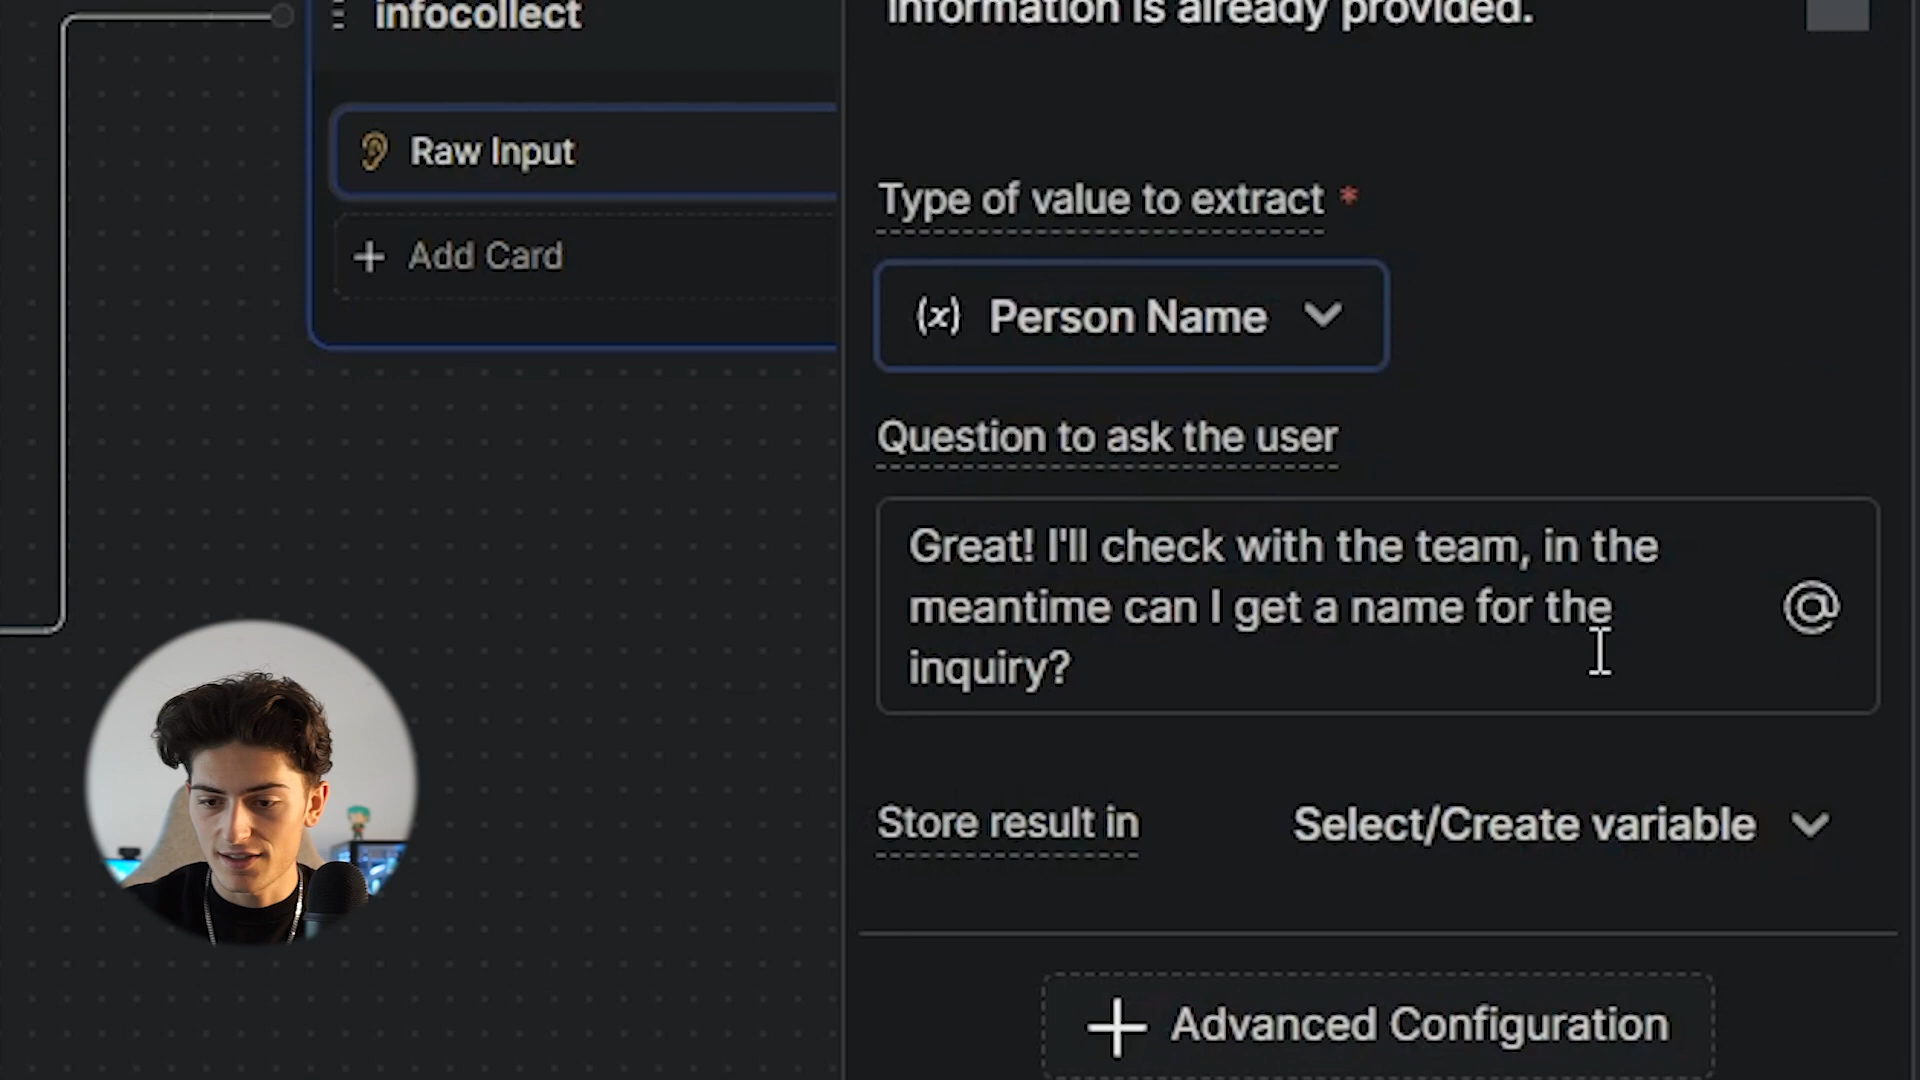 infocollect
Raw Input
Add Card
information is already provided.
Type of value to extract *
(x) Person Name
Question to ask the user
Great! I'll check with the team, in the
meantime can I get a name for the
inquiry?
@
Store result in
Select/Create variable
+ Advanced Configuration